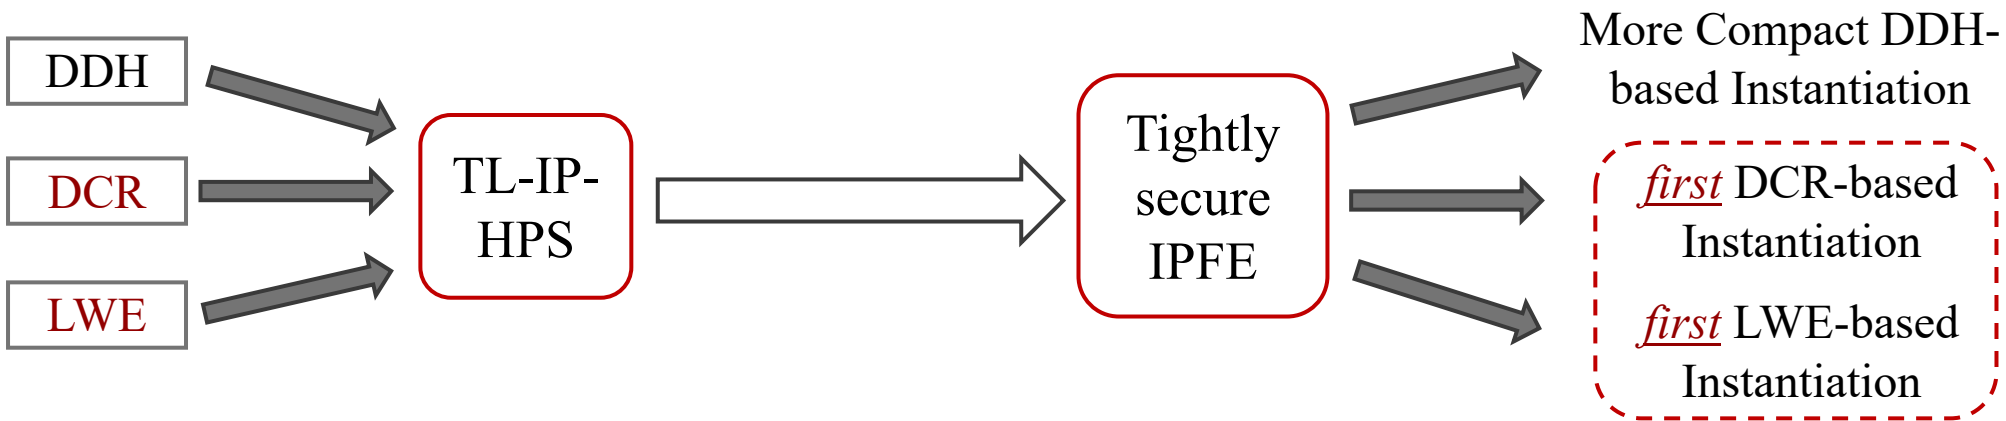 DDH
DCR
LWE
TL-IP-
HPS
Tightly
secure
IPFE
More Compact DDH-
based Instantiation
first DCR-based
Instantiation
first LWE-based
Instantiation